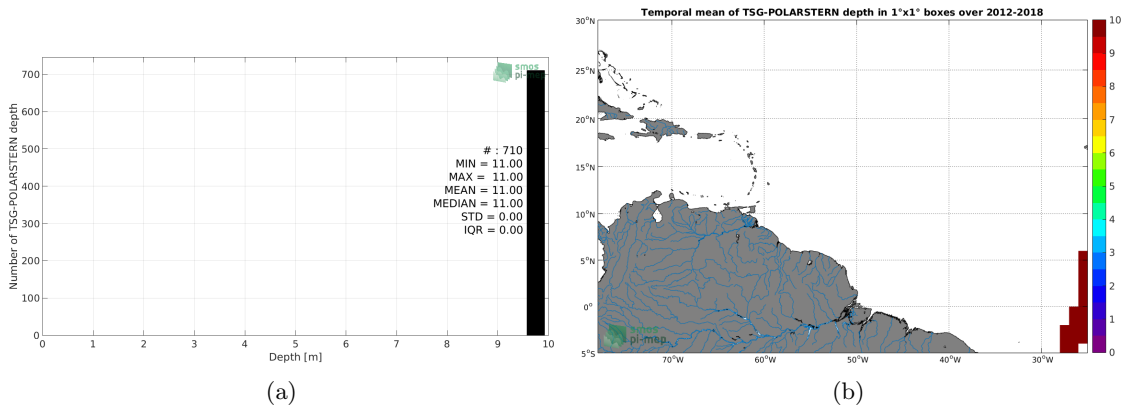 Number of TSG-POLARSTERN depth
700
600
500
400
300
200
100
0
0 1 2 3 4 5 6 7 8 9 10
Depth [m]
smos
pi-mep
# : 710
MIN = 11.00
MAX = 11.00
MEAN = 11.00
MEDIAN = 11.00
STD = 0.00
IQR = 0.00
(a)
Temporal mean of TSG-POLARSTERN depth in 1°x1° boxes over 2012-2018
30°N
25°N
20°N
15°N
10°N
5°N
0°
5°S
70°W 60°W 50°W 40°W 30°W
smos
pi-mep
10
9
8
7
6
5
4
3
2
1
0
(b)